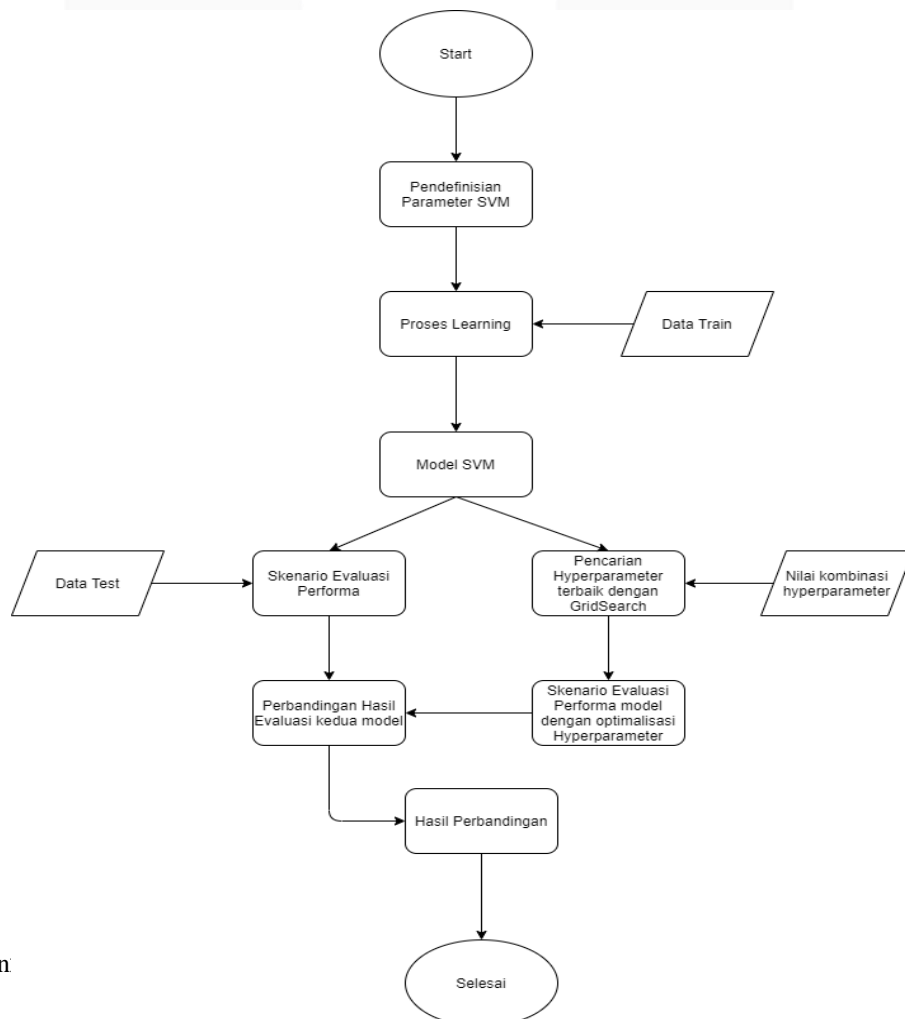 Start
Pendefinisian
Parameter SVM
Proses Learning
Data Train
Model SVM
Data Test
Skenario Evaluasi
Performa
Pencarian
Hyperparameter
terbaik dengan
GridSearch
Nilai kombinasi
hyperparameter
Perbandingan Hasil
Evaluasi kedua model
Skenario Evaluasi
Performa model
dengan optimalisasi
Hyperparameter
Hasil Perbandingan
Selesai